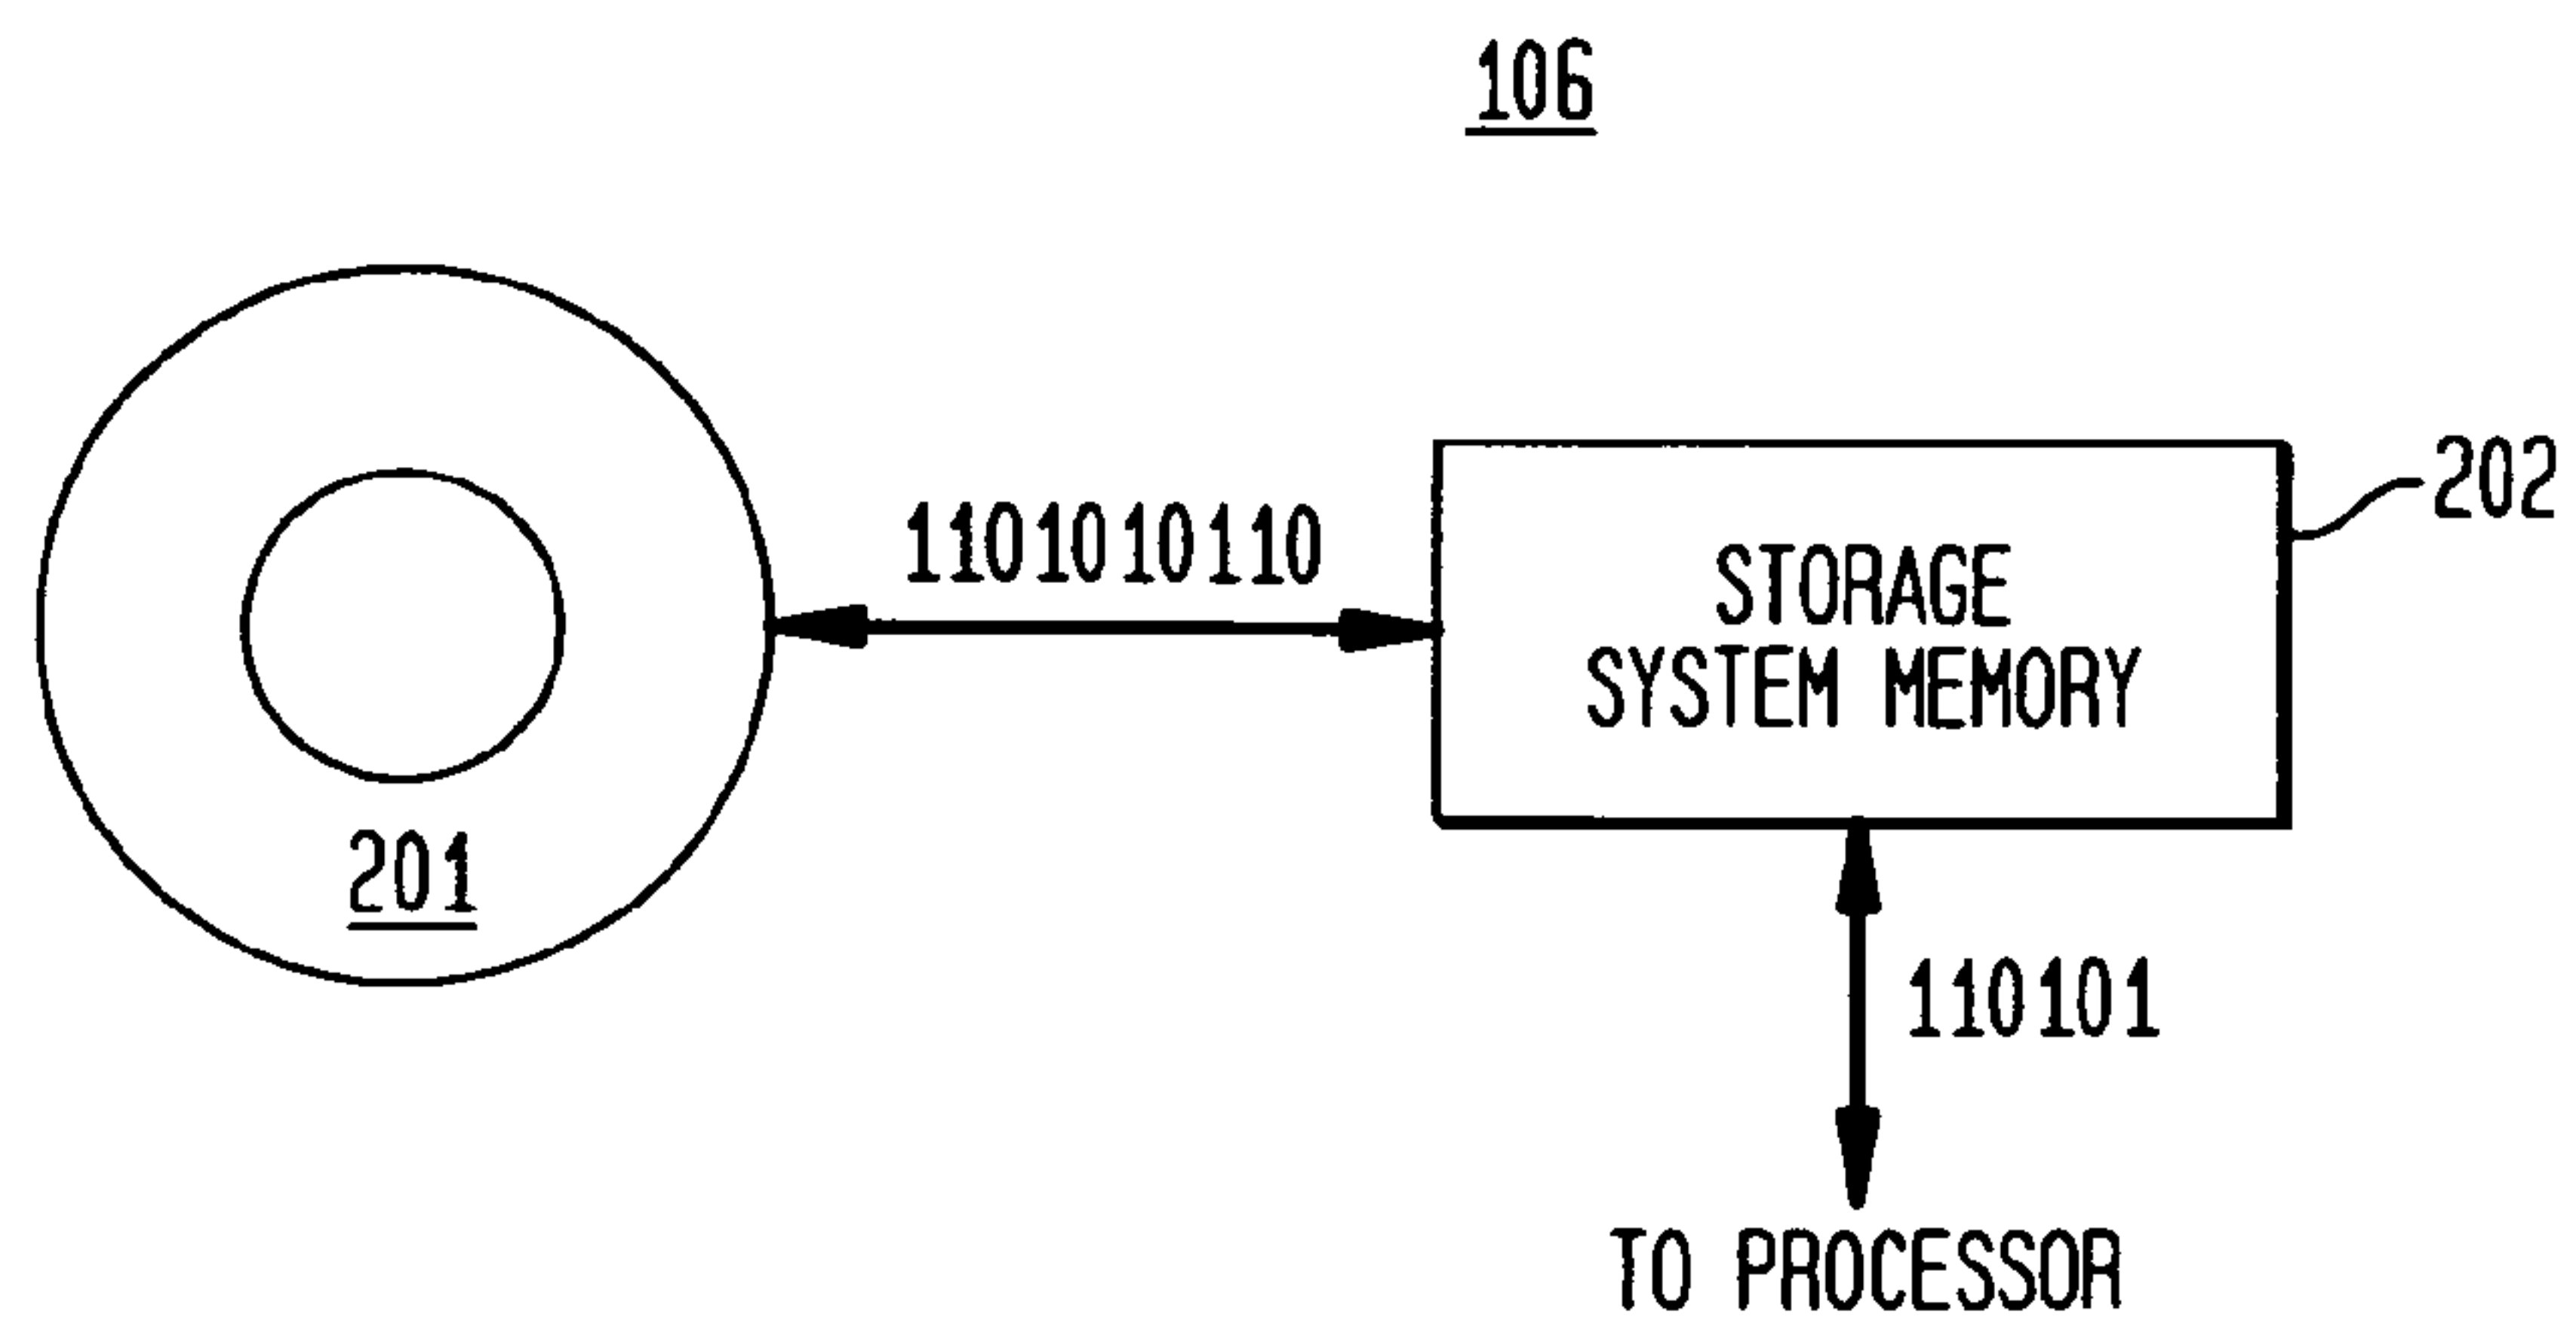 106
202
1101010110
STORAGE
SYSTEM MEMORY
201
110101
TO PROCESSOR